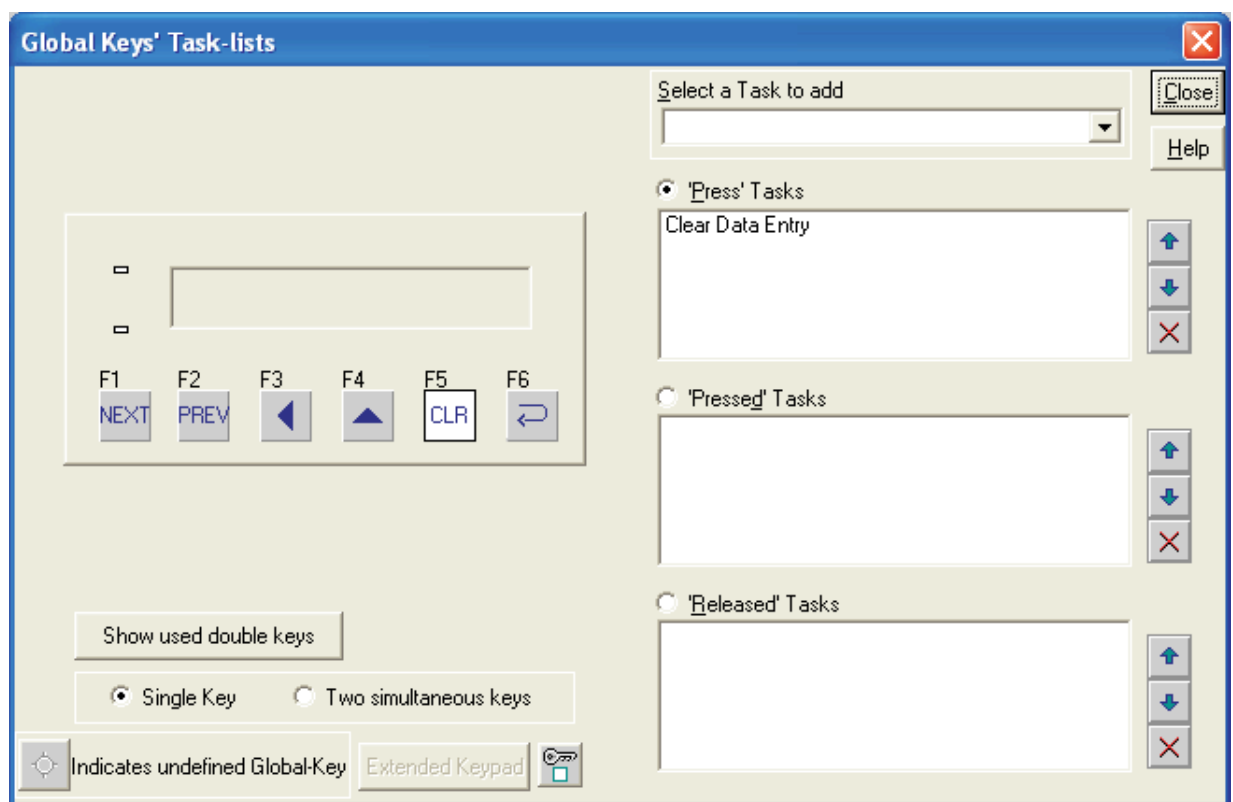 Global Keys' Task-lists
Select a Task to add
Close
Help
'Press' Tasks
Clear Data Entry
F1 F2 F3 F4 F5 F6
NEXT PREV CLR
'Pressed' Tasks
'Released' Tasks
Show used double keys
Single Key Two simultaneous keys
Indicates undefined Global-Key Extended Keypad